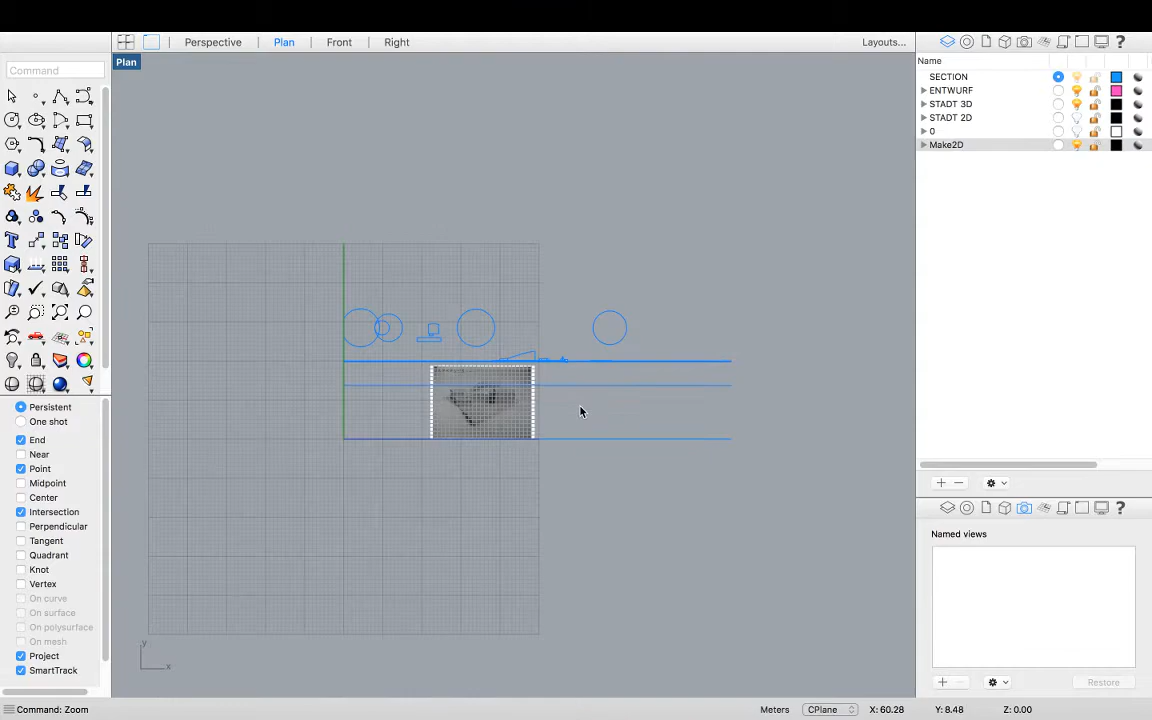 Perspective Plan Front Right Layouts...
Plan
Command
Persistent
One shot
End
Near
Point
Midpoint
Center
Intersection
Perpendicular
Tangent
Quadrant
Knot
Vertex
On curve
On surface
On polysurface
On mesh
Project
SmartTrack
y
x
Name
SECTION
ENTWURF
STADT 3D
STADT 2D
0
Make2D
Named views
Restore
Command: Zoom Meters CPlane X: 60.28 Y: 8.48 Z: 0.00